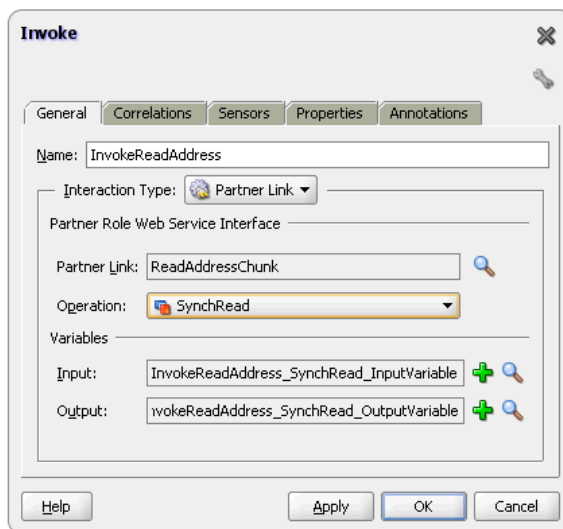 Invoke
General Correlations Sensors Properties Annotations
Name: InvokeReadAddress
Interaction Type: Partner Link
Partner Role Web Service Interface
Partner Link: ReadAddressChunk
Operation: SynchRead
Variables
Input: InvokeReadAddress_SynchRead_InputVariable
Output: ıvokeReadAddress_SynchRead_OutputVariable
Help Apply OK Cancel